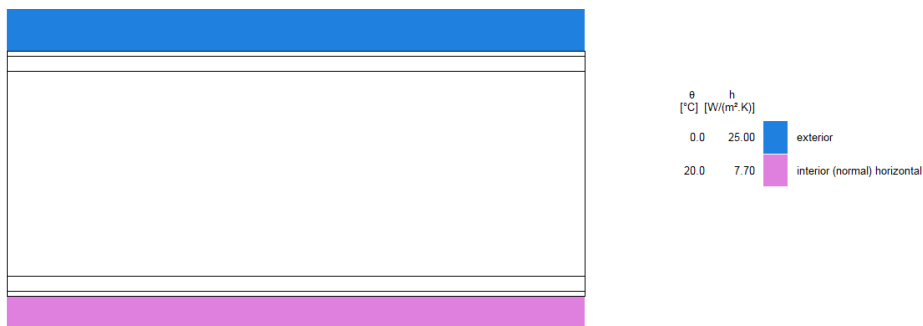 θ h
[°C] [W/(m².K)]
0.0 25.00 exterior
20.0 7.70 interior (normal) horizontal